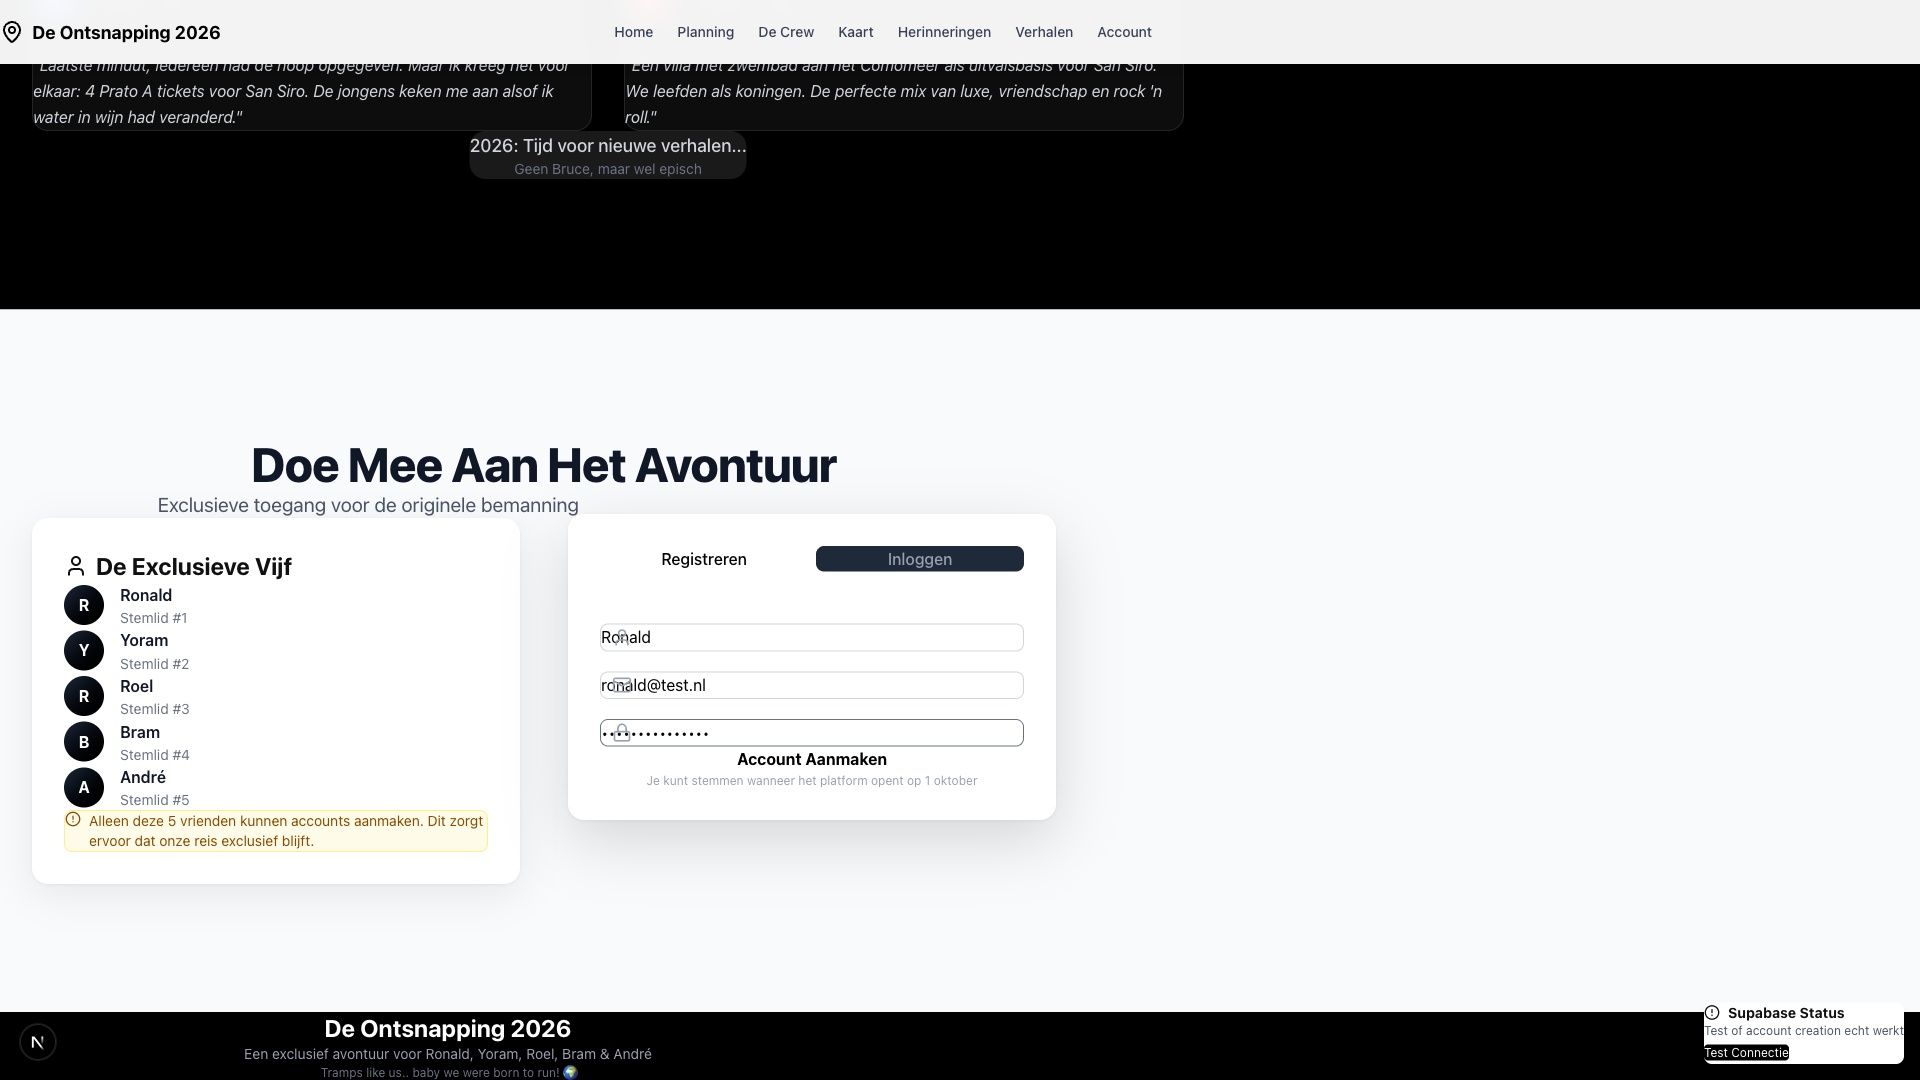 De Ontsnapping 2026
Home
Planning
De Crew
Kaart
Herinneringen
Verhalen
Account
"Laatste minuut, iedereen had de hoop opgegeven. Maar ik kreeg het voor
elkaar: 4 Prato A tickets voor San Siro. De jongens keken me aan alsof ik
water in wijn had veranderd."
"Een villa met zwembad aan het Comomeer als uitvalsbasis voor San Siro.
We leefden als koningen. De perfecte mix van luxe, vriendschap en rock 'n
roll."
2026: Tijd voor nieuwe verhalen...
Geen Bruce, maar wel episch
Doe Mee Aan Het Avontuur
Exclusieve toegang voor de originele bemanning
De Exclusieve Vijf
R
Ronald
Stemlid #1
Y
Yoram
Stemlid #2
R
Roel
Stemlid #3
B
Bram
Stemlid #4
A
André
Stemlid #5
Alleen deze 5 vrienden kunnen accounts aanmaken. Dit zorgt
ervoor dat onze reis exclusief blijft.
Registreren
Inloggen
Ronald
ronald@test.nl
•••••••••••••••
Account Aanmaken
Je kunt stemmen wanneer het platform opent op 1 oktober
N
De Ontsnapping 2026
Een exclusief avontuur voor Ronald, Yoram, Roel, Bram & André
Tramps like us.. baby we were born to run! 🌍
Supabase Status
Test of account creation echt werkt
Test Connectie